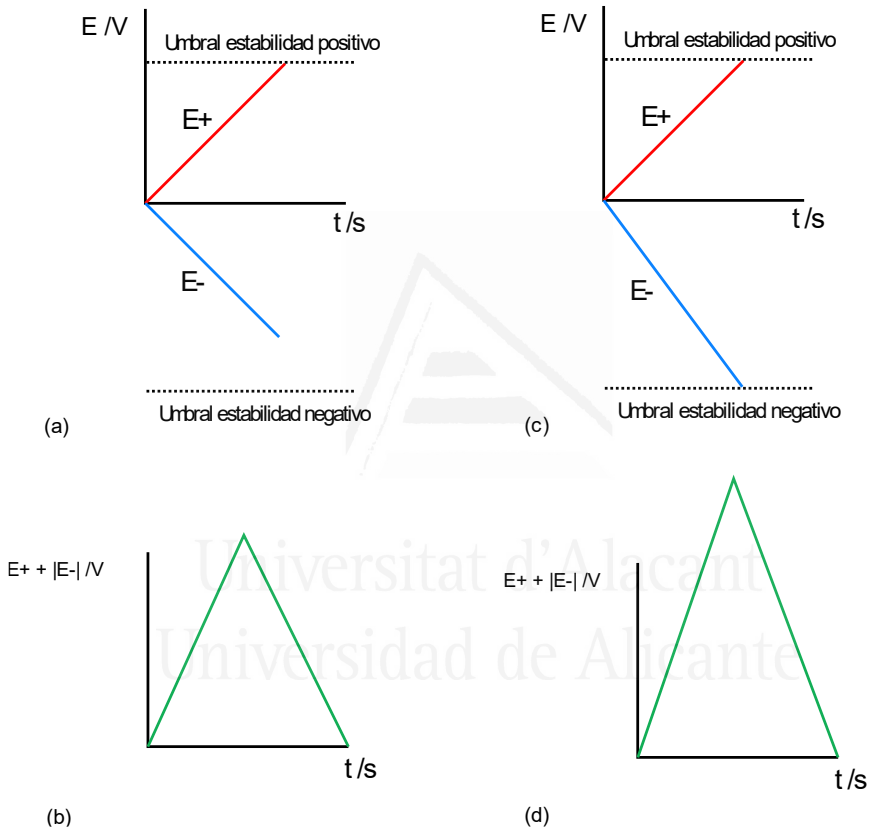 E /V
Umbral estabilidad positivo
E+
t /s
E-
Umbral estabilidad negativo
(a)
E /V
Umbral estabilidad positivo
E+
t /s
E-
Umbral estabilidad negativo
(c)
Universitat d'Alacant
Universidad de Alicante
E+ + |E-| /V
t /s
(b)
E+ + |E-| /V
t /s
(d)